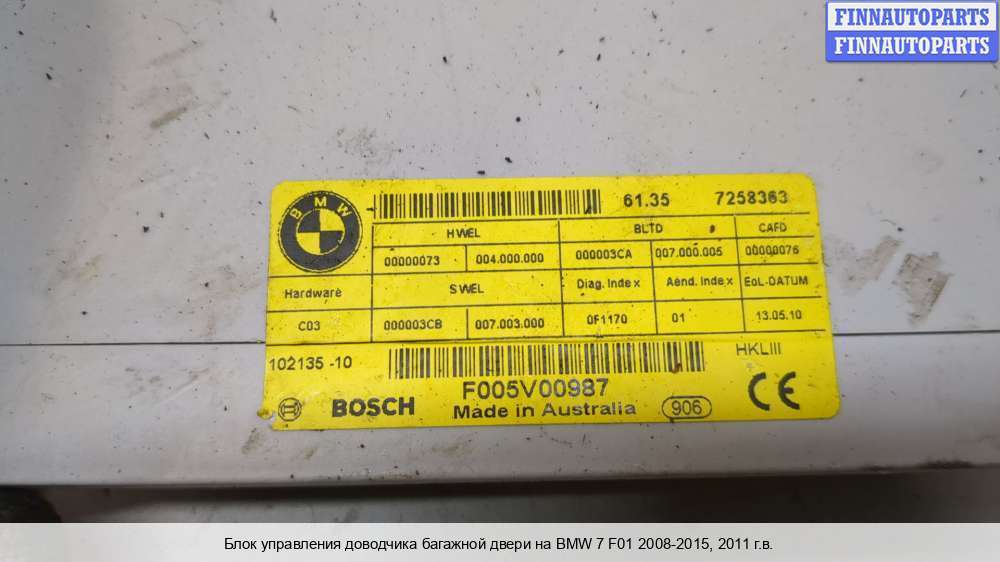 FINNAUTOPARTS
FINNAUTOPARTS
BMW
61.35 7258363
HWEL BLTD CAFD
00000073 004.000.000 000003CA 007.000.005 00000076
Hardware SWEL Diag. Index Aend. Index EoL-DATUM
C03 000003CB 007.003.000 0F1170 01 13.05.10
102135-10 HKLIII
F005V00987
BOSCH Made in Australia 906 CE
Блок управления доводчика багажной двери на BMW 7 F01 2008-2015, 2011 г.в.